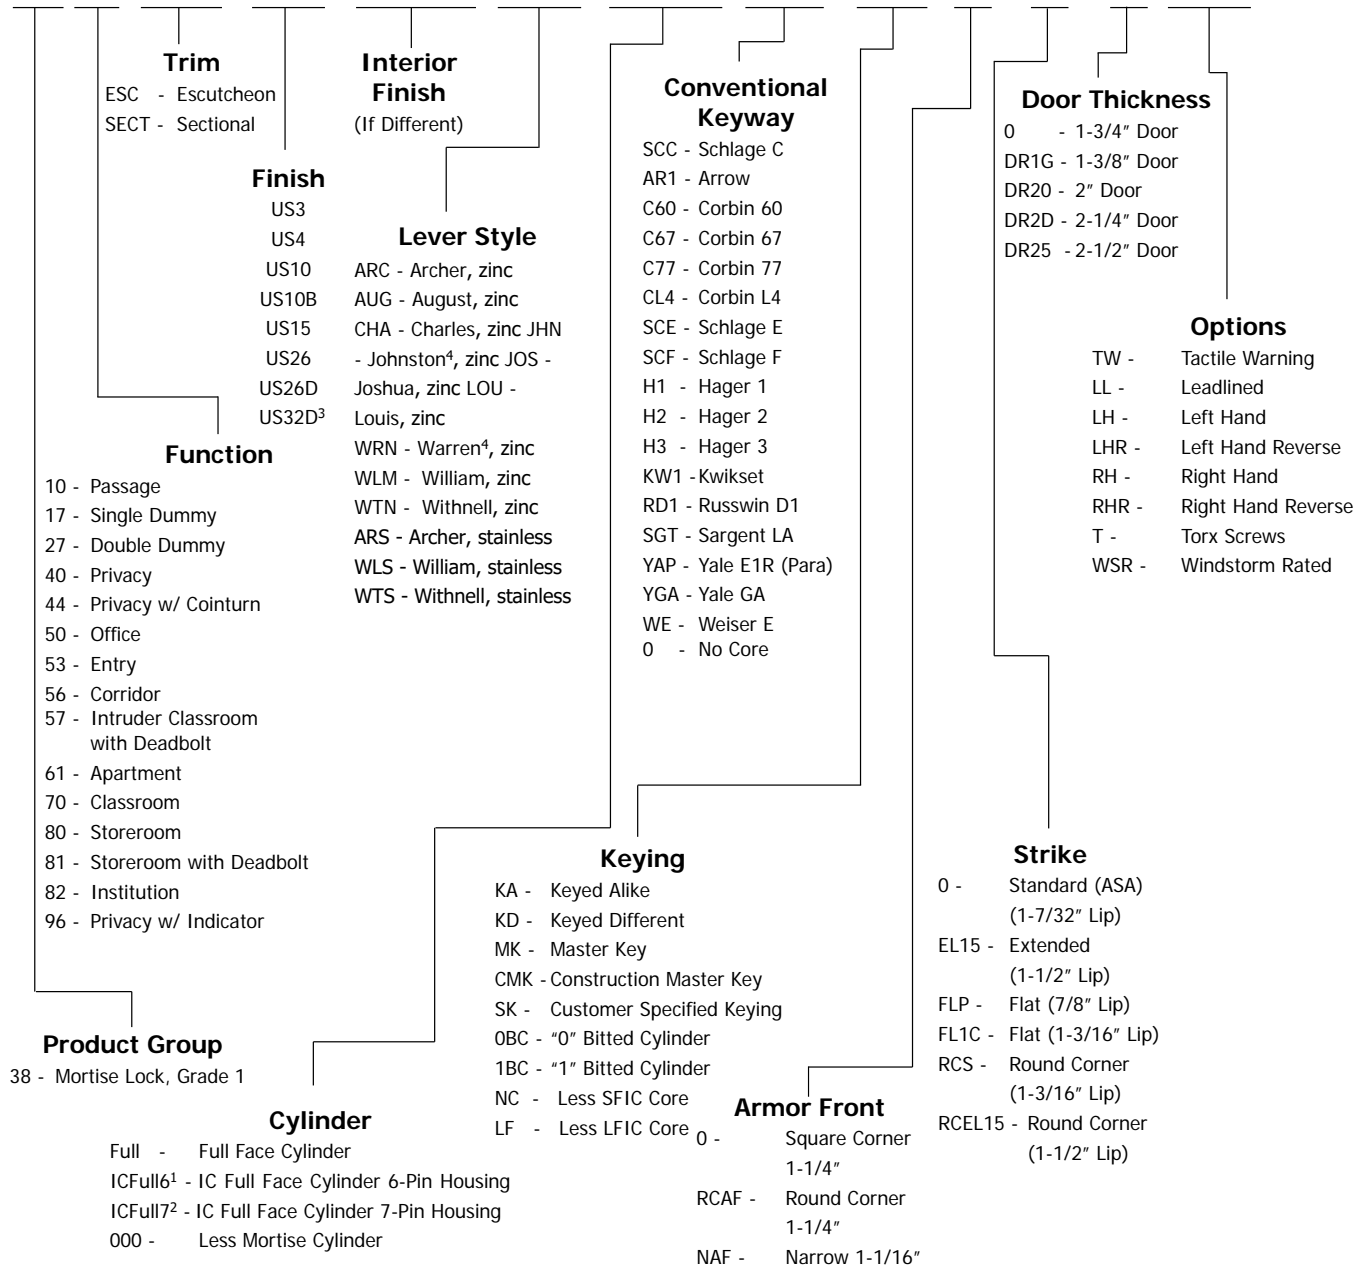 Trim
ESC - Escutcheon
SECT - Sectional
Interior
Finish
(If Different)
Conventional
Keyway
SCC - Schlage C
AR1 - Arrow
C60 - Corbin 60
C67 - Corbin 67
C77 - Corbin 77
CL4 - Corbin L4
SCE - Schlage E
SCF - Schlage F
H1 - Hager 1
H2 - Hager 2
H3 - Hager 3
KW1 - Kwikset
RD1 - Russwin D1
SGT - Sargent LA
YAP - Yale E1R (Para)
YGA - Yale GA
WE - Weiser E
0 - No Core
Door Thickness
0 - 1-3/4" Door
DR1G - 1-3/8" Door
DR20 - 2" Door
DR2D - 2-1/4" Door
DR25 - 2-1/2" Door
Finish
US3
US4
US10
US10B
US15
US26
US26D
US32D³
Lever Style
ARC - Archer, zinc
AUG - August, zinc
CHA - Charles, zinc JHN
- Johnston⁴, zinc JOS -
Joshua, zinc LOU -
Louis, zinc
WRN - Warren⁴, zinc
WLM - William, zinc
WTN - Withnell, zinc
ARS - Archer, stainless
WLS - William, stainless
WTS - Withnell, stainless
Options
TW - Tactile Warning
LL - Leadlined
LH - Left Hand
LHR - Left Hand Reverse
RH - Right Hand
RHR - Right Hand Reverse
T - Torx Screws
WSR - Windstorm Rated
Function
10 - Passage
17 - Single Dummy
27 - Double Dummy
40 - Privacy
44 - Privacy w/ Cointurn
50 - Office
53 - Entry
56 - Corridor
57 - Intruder Classroom
with Deadbolt
61 - Apartment
70 - Classroom
80 - Storeroom
81 - Storeroom with Deadbolt
82 - Institution
96 - Privacy w/ Indicator
Keying
KA - Keyed Alike
KD - Keyed Different
MK - Master Key
CMK - Construction Master Key
SK - Customer Specified Keying
0BC - "0" Bitted Cylinder
1BC - "1" Bitted Cylinder
NC - Less SFIC Core
LF - Less LFIC Core
Strike
0 - Standard (ASA)
(1-7/32" Lip)
EL15 - Extended
(1-1/2" Lip)
FLP - Flat (7/8" Lip)
FL1C - Flat (1-3/16" Lip)
RCS - Round Corner
(1-3/16" Lip)
RCEL15 - Round Corner
(1-1/2" Lip)
Product Group
38 - Mortise Lock, Grade 1
Cylinder
Full - Full Face Cylinder
ICFull6¹ - IC Full Face Cylinder 6-Pin Housing
ICFull7² - IC Full Face Cylinder 7-Pin Housing
000 - Less Mortise Cylinder
Armor Front
0 - Square Corner
1-1/4"
RCAF - Round Corner
1-1/4"
NAF - Narrow 1-1/16"